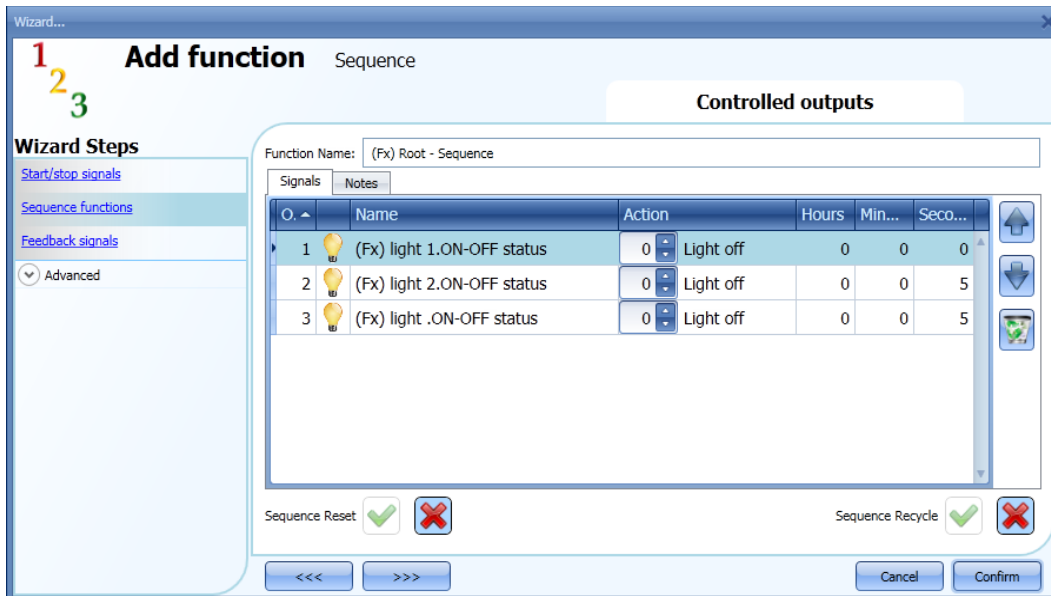 Wizard...
1 2 3
Add function Sequence
Controlled outputs
Wizard Steps
Start/stop signals
Sequence functions
Feedback signals
Advanced
Function Name: (Fx) Root - Sequence
Signals Notes
O. Name Action Hours Min... Seco...
1 (Fx) light 1.ON-OFF status 0 Light off 0 0 0
2 (Fx) light 2.ON-OFF status 0 Light off 0 0 5
3 (Fx) light .ON-OFF status 0 Light off 0 0 5
Sequence Reset Sequence Recycle
<<< >>> Cancel Confirm